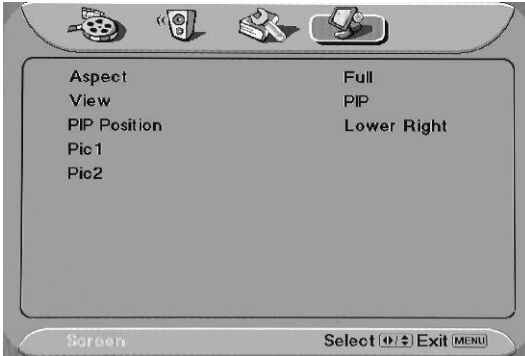 Aspect Full
View PIP
PIP Position Lower Right
Pic1
Pic2
Screen Select Exit MENU